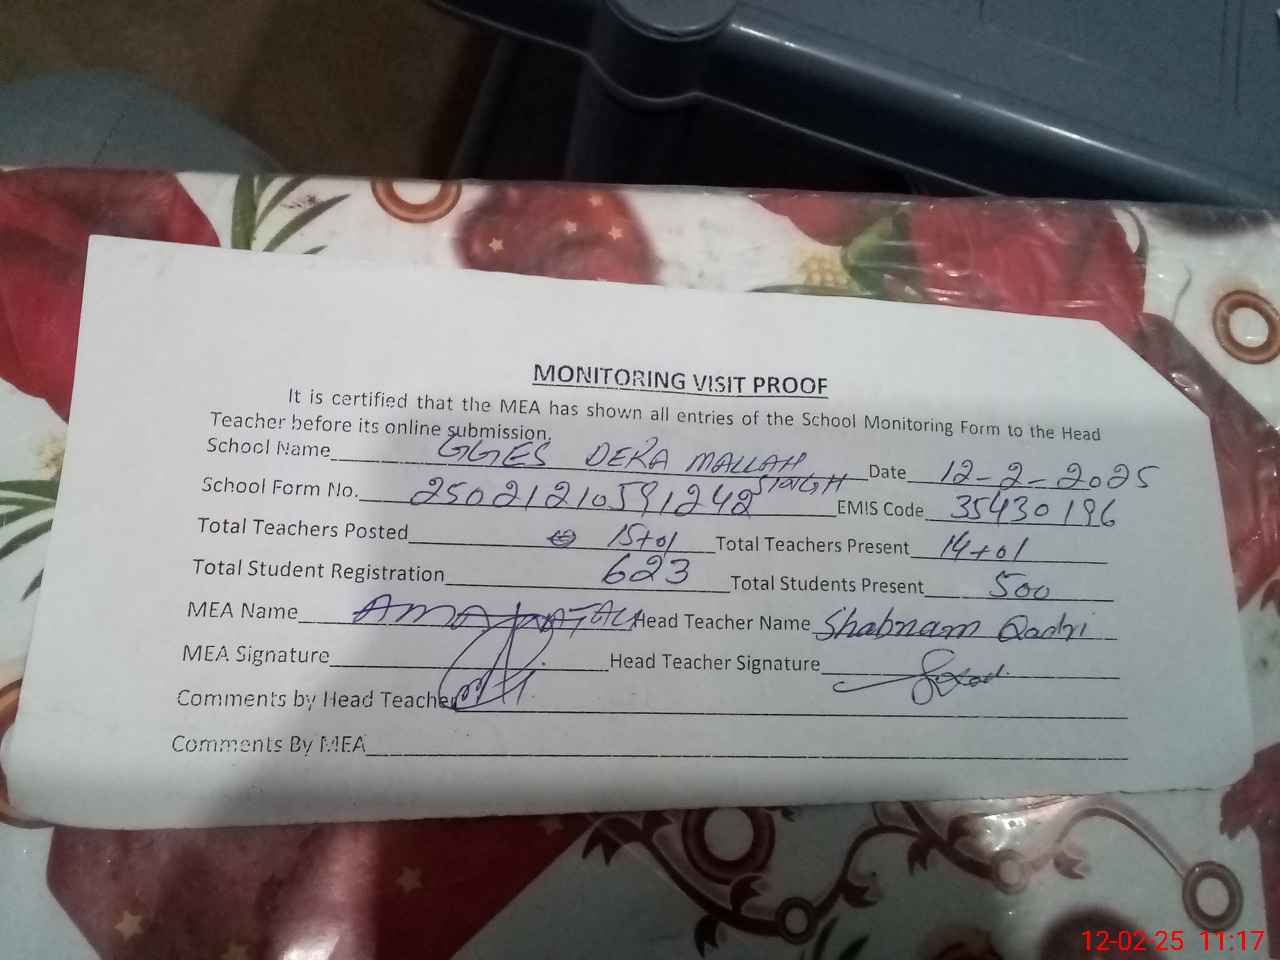 MONITORING VISIT PROOF
It is certified that the MEA has shown all entries of the School Monitoring Form to the Head
Teacher before its online submission.
School Name GGES DERA MALLAH SINGH Date 12-2-2025
School Form No. 25021210591242 EMIS Code 35430196
Total Teachers Posted 15+01 Total Teachers Present 14+01
Total Student Registration 623 Total Students Present 500
MEA Name Head Teacher Name Shabnam Qadri
MEA Signature Head Teacher Signature
Comments by Head Teacher
Comments By MEA
12-02-25 11:17